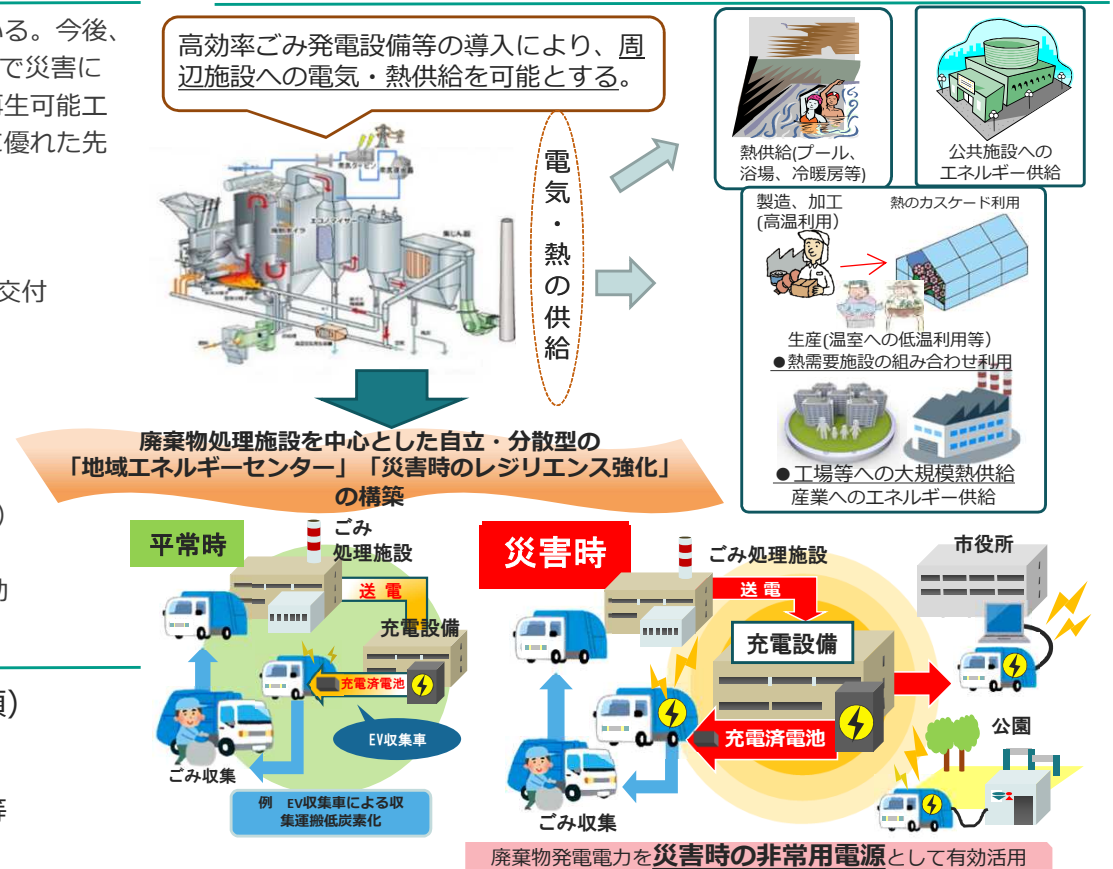 いる。今後、
で災害に
再生可能エ
に優れた先
交付
)
効
額)
等
高効率ごみ発電設備等の導入により、周
辺施設への電気・熱供給を可能とする。
エコノマイザー
電気・熱の供給
熱供給(プール、
浴場、冷暖房等)
公共施設への
エネルギー供給
製造、加工
(高温利用)
熱のカスケード利用
生産(温室への低温利用等)
●熱需要施設の組み合わせ利用
●工場等への大規模熱供給
産業へのエネルギー供給
廃棄物処理施設を中心とした自立・分散型の
「地域エネルギーセンター」「災害時のレジリエンス強化」
の構築
平常時
ごみ
処理施設
送電
充電設備
充電済電池
EV収集車
ごみ収集
例 EV収集車による収
集運搬低炭素化
災害時
ごみ処理施設
送電
充電設備
充電済電池
ごみ収集
市役所
公園
廃棄物発電電力を災害時の非常用電源として有効活用